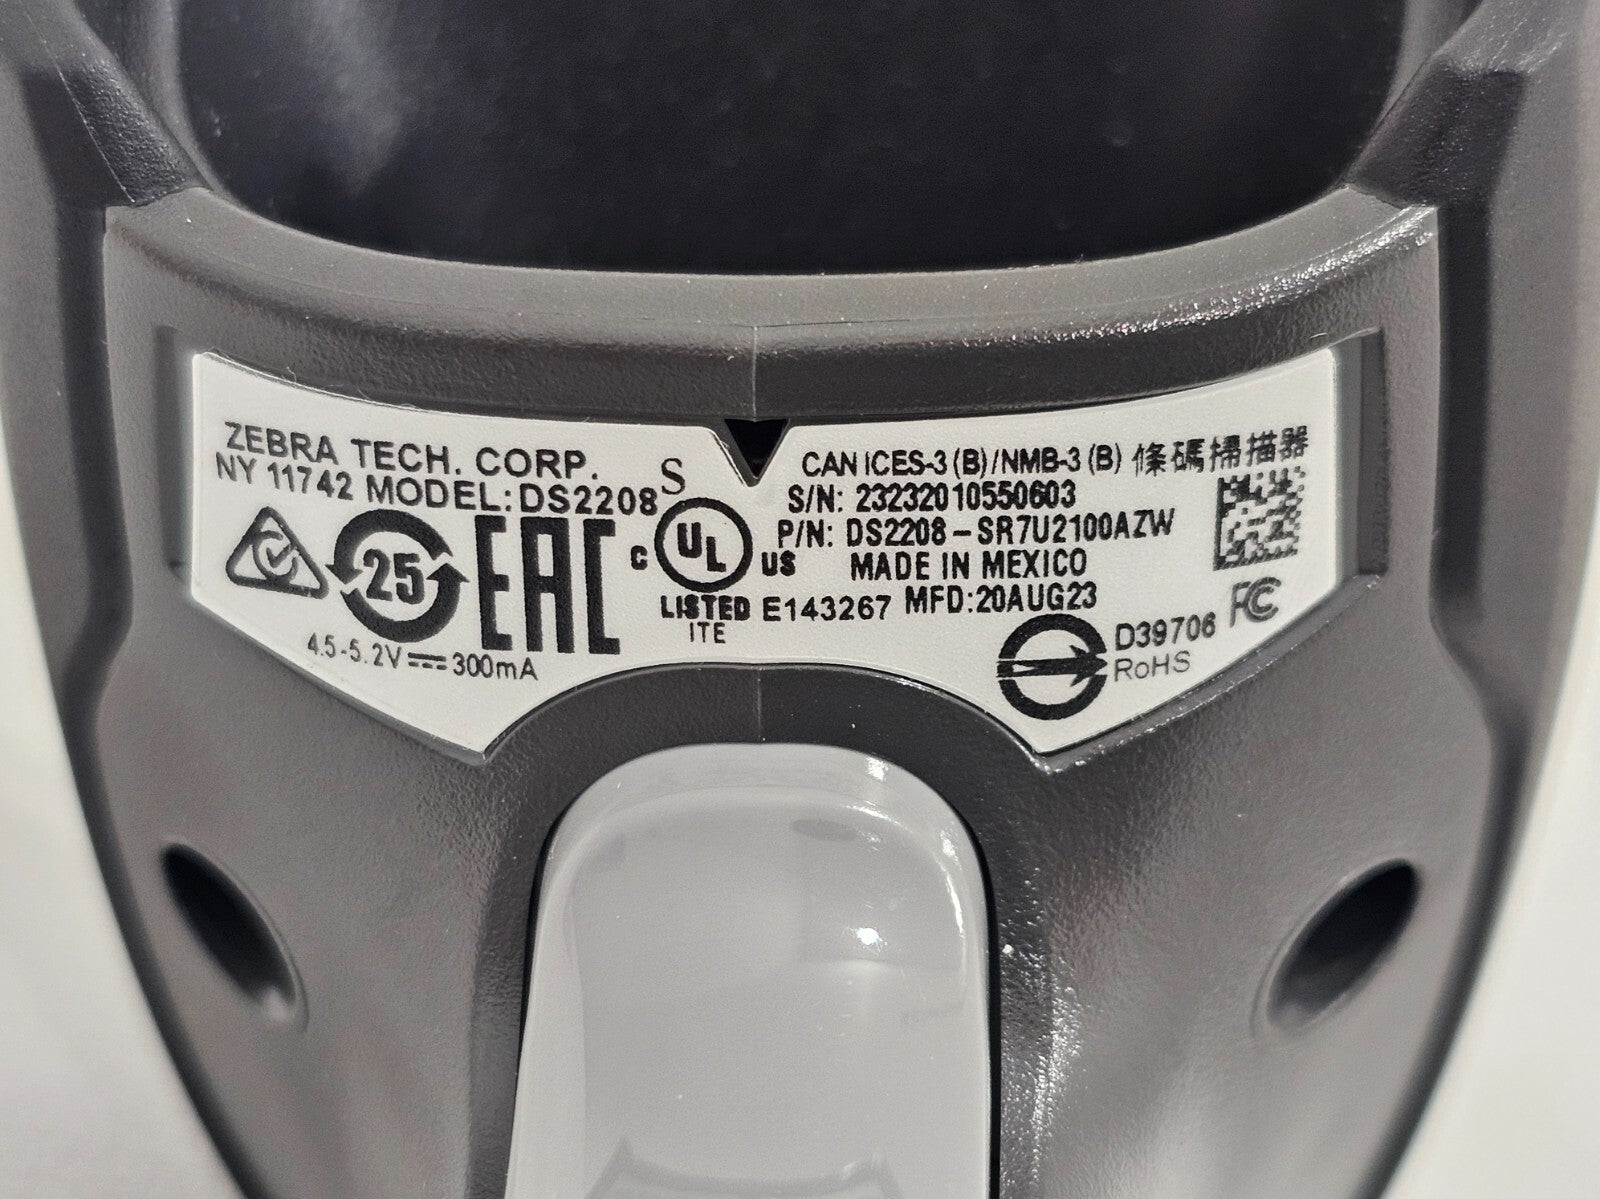 ZEBRA TECH. CORP.
NY 11742 MODEL: DS2208
S
25
EAC
4.5-5.2V 300mA
C UL US
LISTED E143267
ITE
CAN ICES-3 (B)/NMB-3 (B) 條碼掃描器
S/N: 23232010550603
P/N: DS2208-SR7U2100AZW
MADE IN MEXICO
MFD:20AUG23
D39706
RoHS
FC